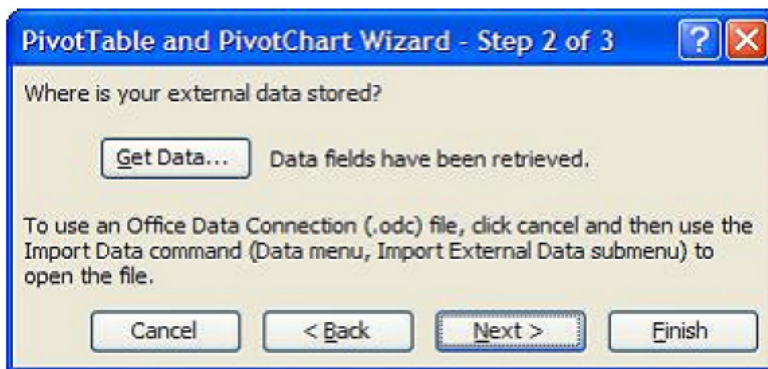 PivotTable and PivotChart Wizard - Step 2 of 3
Where is your external data stored?
Get Data... Data fields have been retrieved.
To use an Office Data Connection (.odc) file, click cancel and then use the
Import Data command (Data menu, Import External Data submenu) to
open the file.
Cancel < Back Next > Finish